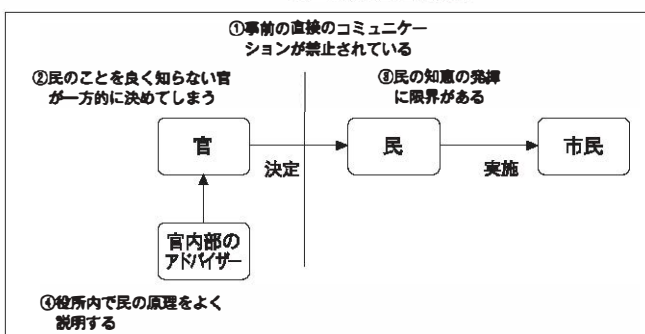 ①事前の直接のコミュニケー
ションが禁止されている
②民のことを良く知らない官
が一方的に決めてしまう
③民の知恵の発揮
に限界がある
官
決定
民
実施
市民
官内部の
アドバイザー
④役所内で民の原理をよく
説明する